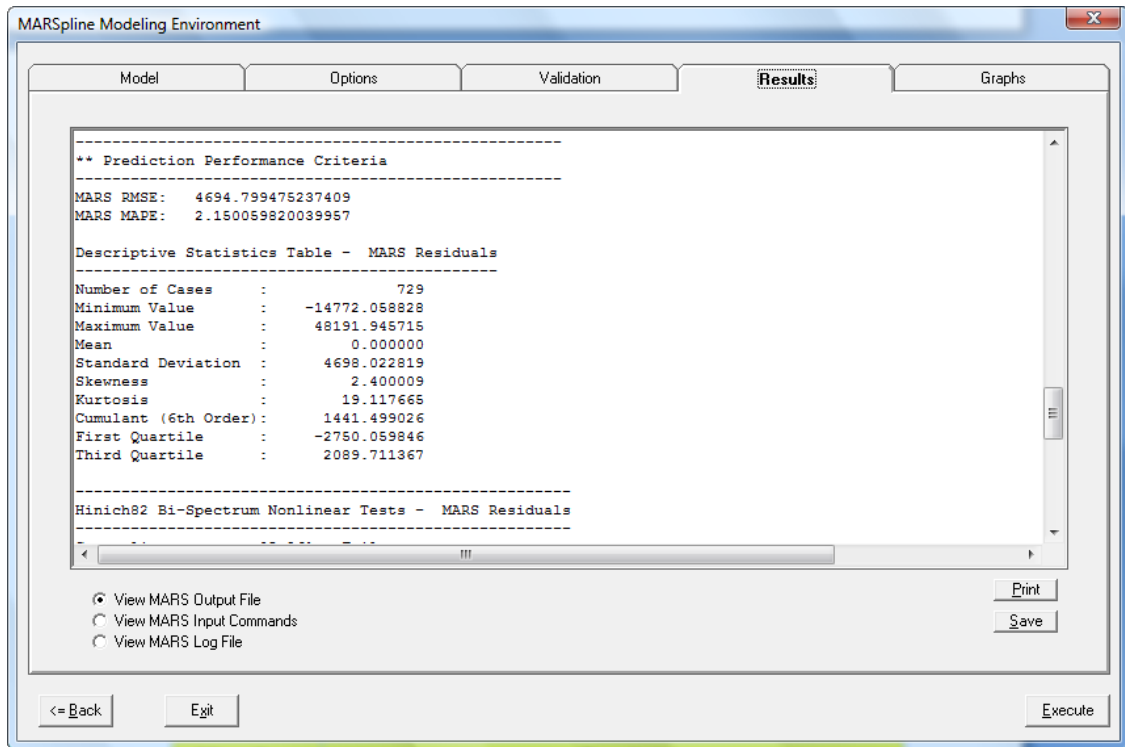 MARSpline Modeling Environment
Model Options Validation Results Graphs
-----------------------------------------------------
** Prediction Performance Criteria
-----------------------------------------------------
MARS RMSE: 4694.799475237409
MARS MAPE: 2.150059820039957
Descriptive Statistics Table - MARS Residuals
----------------------------------------------
Number of Cases : 729
Minimum Value : -14772.058828
Maximum Value : 48191.945715
Mean : 0.000000
Standard Deviation : 4698.022819
Skewness : 2.400009
Kurtosis : 19.117665
Cumulant (6th Order): 1441.499026
First Quartile : -2750.059846
Third Quartile : 2089.711367
------------------------------------------------------
Hinich82 Bi-Spectrum Nonlinear Tests - MARS Residuals
------------------------------------------------------
View MARS Output File
View MARS Input Commands
View MARS Log File
Print
Save
<= Back Exit Execute